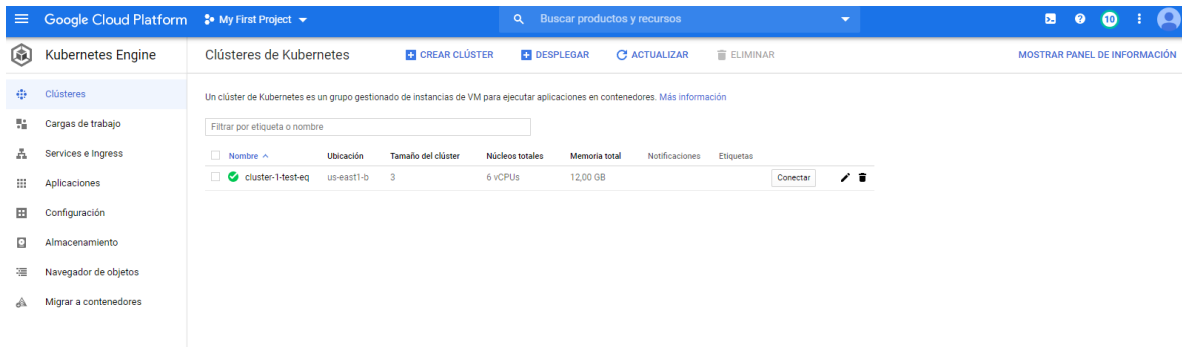 Google Cloud Platform My First Project Buscar productos y recursos 10
Kubernetes Engine
Clústeres de Kubernetes CREAR CLÚSTER DESPLEGAR ACTUALIZAR ELIMINAR MOSTRAR PANEL DE INFORMACIÓN
Clústeres
Cargas de trabajo
Services e Ingress
Aplicaciones
Configuración
Almacenamiento
Navegador de objetos
Migrar a contenedores
Un clúster de Kubernetes es un grupo gestionado de instancias de VM para ejecutar aplicaciones en contenedores. Más información
Filtrar por etiqueta o nombre
Nombre Ubicación Tamaño del clúster Núcleos totales Memoria total Notificaciones Etiquetas
cluster-1-test-eq us-east1-b 3 6 vCPUs 12,00 GB Conectar